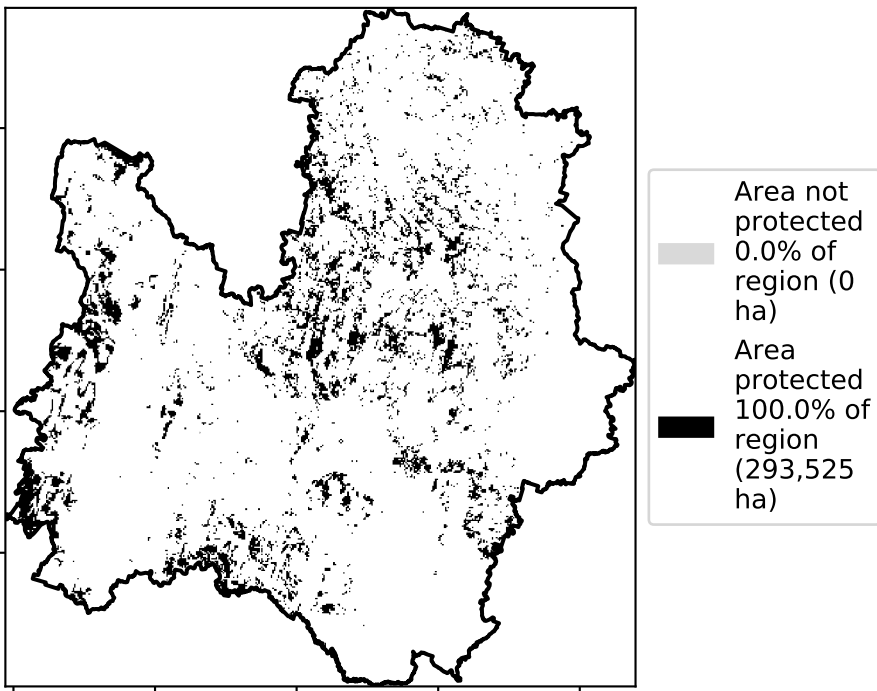 Area not
protected
0.0% of
region (0
ha)
Area
protected
100.0% of
region
(293,525
ha)